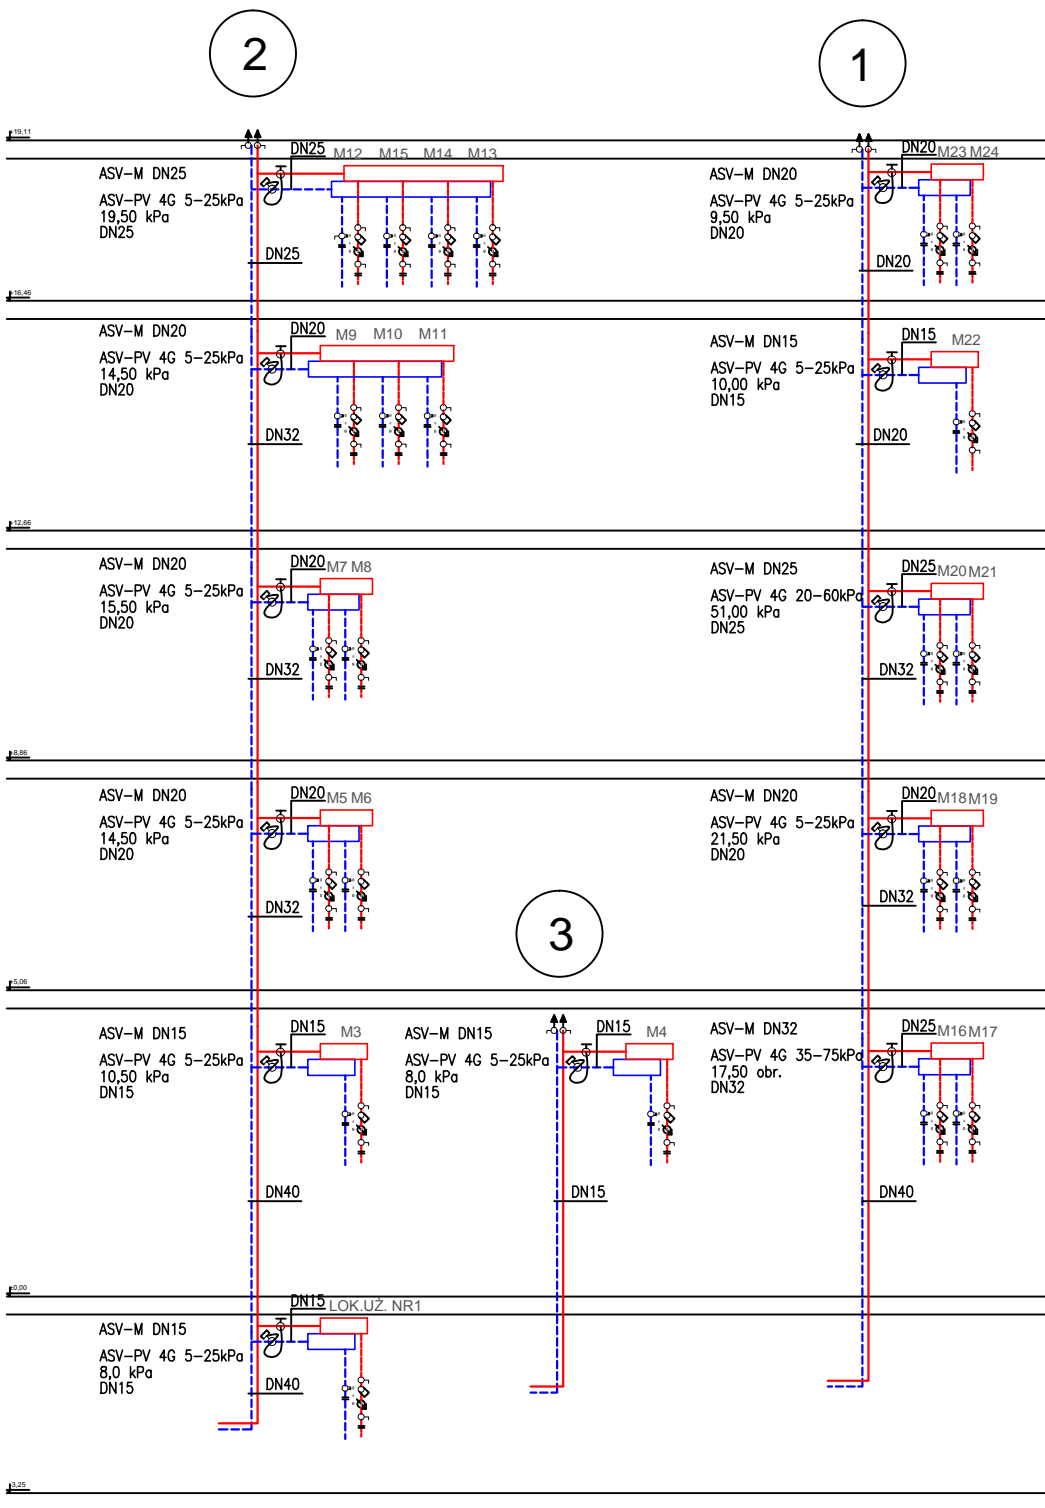 2
1
+19,11
DN25
M12 M15 M14 M13
ASV-M DN25
ASV-PV 4G 5-25kPa
19,50 kPa
DN25
DN25
DN20
M23 M24
ASV-M DN20
ASV-PV 4G 5-25kPa
9,50 kPa
DN20
DN20
+16,46
DN20
M9 M10 M11
ASV-M DN20
ASV-PV 4G 5-25kPa
14,50 kPa
DN20
DN32
DN15
M22
ASV-M DN15
ASV-PV 4G 5-25kPa
10,00 kPa
DN15
DN20
+12,66
DN20
M7 M8
ASV-M DN20
ASV-PV 4G 5-25kPa
15,50 kPa
DN20
DN32
DN25
M20 M21
ASV-M DN25
ASV-PV 4G 20-60kPa
51,00 kPa
DN25
DN32
+8,86
DN20
M5 M6
ASV-M DN20
ASV-PV 4G 5-25kPa
14,50 kPa
DN20
DN32
DN20
M18 M19
ASV-M DN20
ASV-PV 4G 5-25kPa
21,50 kPa
DN20
DN32
3
+5,06
DN15
M3
ASV-M DN15
ASV-PV 4G 5-25kPa
10,50 kPa
DN15
DN40
DN15
M4
ASV-M DN15
ASV-PV 4G 5-25kPa
8,0 kPa
DN15
DN15
DN25
M16 M17
ASV-M DN32
ASV-PV 4G 35-75kPa
17,50 obr.
DN32
DN40
±0,00
DN15
LOK.UŻ. NR1
ASV-M DN15
ASV-PV 4G 5-25kPa
8,0 kPa
DN15
DN40
-3,25